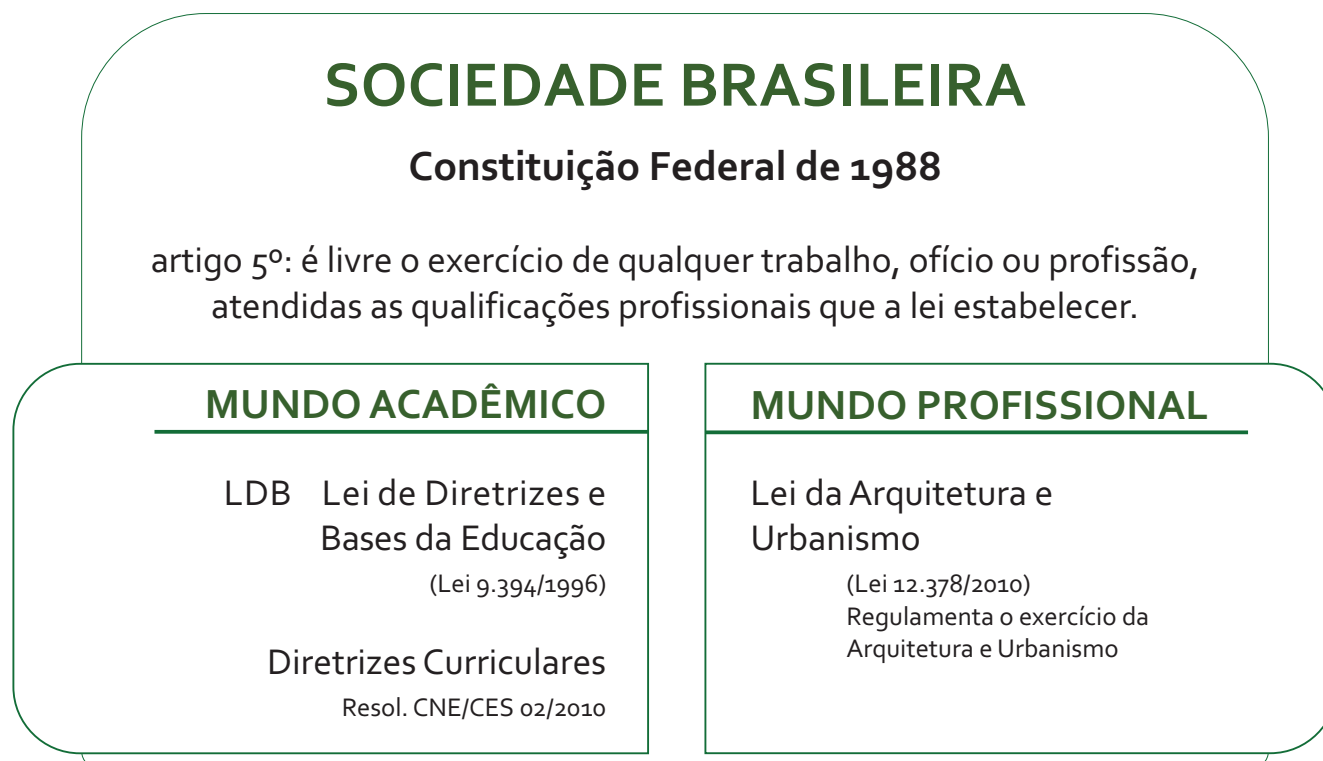 SOCIEDADE BRASILEIRA
Constituição Federal de 1988
artigo 5º: é livre o exercício de qualquer trabalho, ofício ou profissão,
atendidas as qualificações profissionais que a lei estabelecer.
MUNDO ACADÊMICO
LDB Lei de Diretrizes e
Bases da Educação
(Lei 9.394/1996)
Diretrizes Curriculares
Resol. CNE/CES 02/2010
MUNDO PROFISSIONAL
Lei da Arquitetura e
Urbanismo
(Lei 12.378/2010)
Regulamenta o exercício da
Arquitetura e Urbanismo